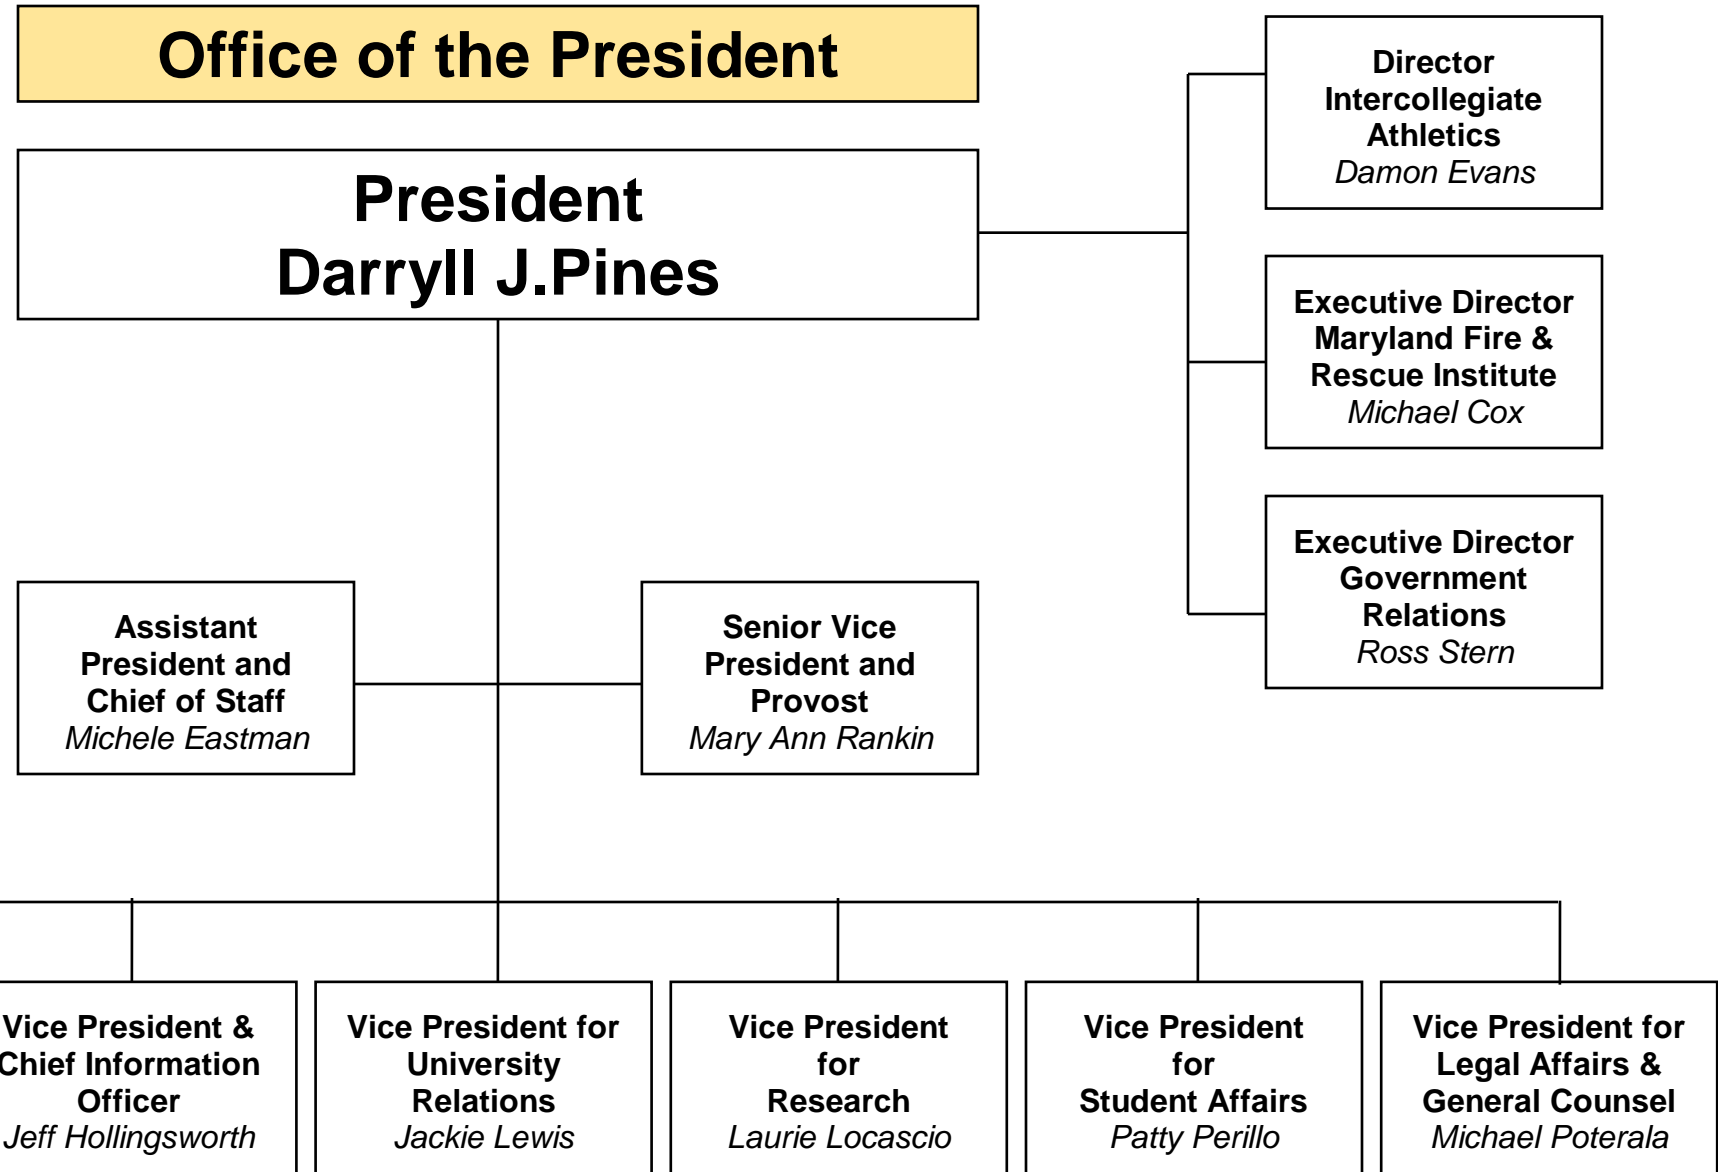 Office of the President
President
Darryll J.Pines
Director
Intercollegiate
Athletics
Damon Evans
Executive Director
Maryland Fire &
Rescue Institute
Michael Cox
Executive Director
Government
Relations
Ross Stern
Assistant
President and
Chief of Staff
Michele Eastman
Senior Vice
President and
Provost
Mary Ann Rankin
Vice President &
Chief Information
Officer
Jeff Hollingsworth
Vice President for
University
Relations
Jackie Lewis
Vice President
for
Research
Laurie Locascio
Vice President
for
Student Affairs
Patty Perillo
Vice President for
Legal Affairs &
General Counsel
Michael Poterala